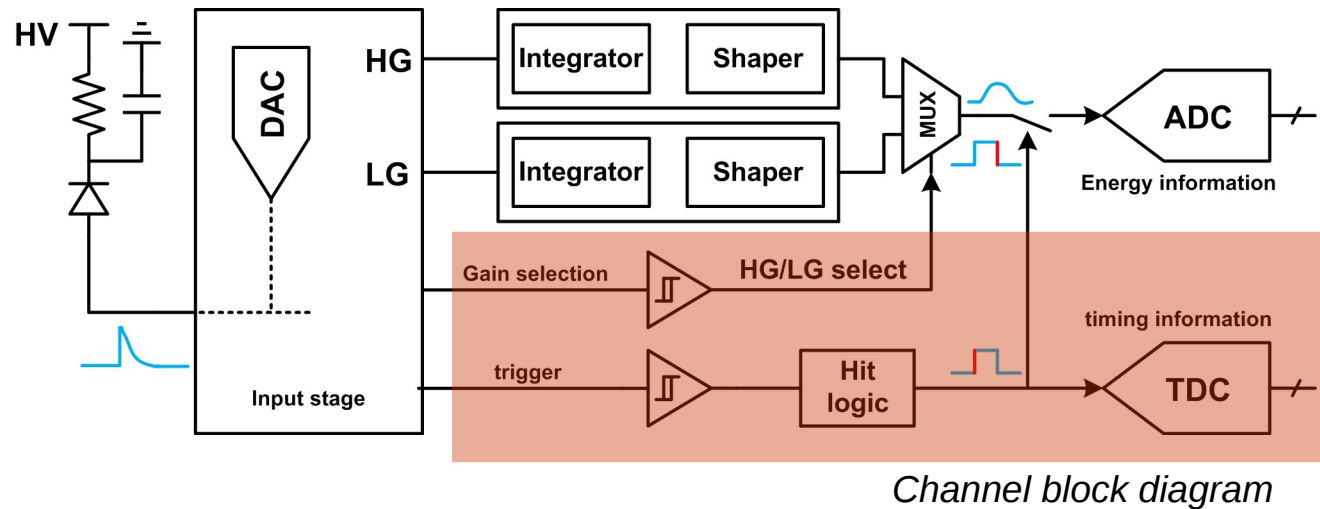 HV
DAC
HG
LG
Input stage
Integrator
Shaper
Integrator
Shaper
MUX
ADC
Energy information
Gain selection
HG/LG select
timing information
trigger
Hit
logic
TDC
Channel block diagram